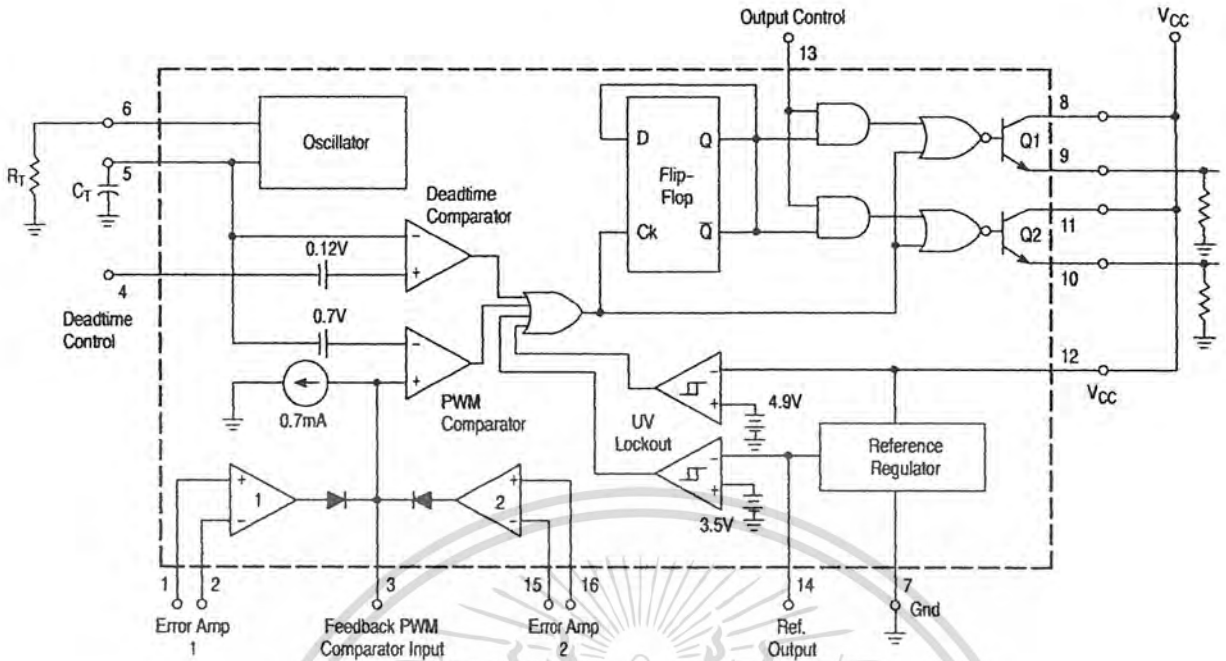 Output Control
13
VCC
6
Oscillator
5
RT
CT
D
Q
Flip-
Flop
Ck
Q̅
8
Q1
9
11
Q2
10
Deadtime
Comparator
0.12V
−
+
4
Deadtime
Control
0.7V
−
+
0.7mA
PWM
Comparator
12
VCC
−
+
4.9V
UV
Lockout
−
+
3.5V
Reference
Regulator
+
1
−
+
2
−
1
2
3
15
16
14
7
Gnd
Error Amp
1
Feedback PWM
Comparator Input
Error Amp
2
Ref.
Output